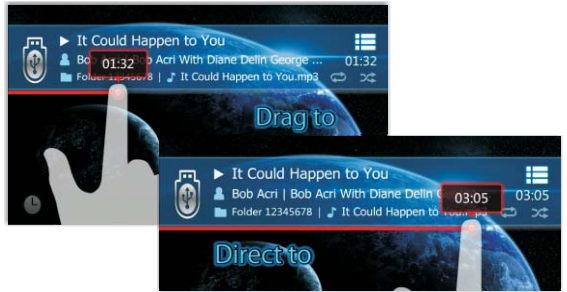 It Could Happen to You
Bob Acri With Diane Delin George ... 01:32
01:32
Folder 12345678 | It Could Happen to You.mp3
Drag to
It Could Happen to You
Bob Acri | Bob Acri With Diane Delin 03:05
03:05
Folder 12345678 | It Could Happen to You.mp3
Direct to